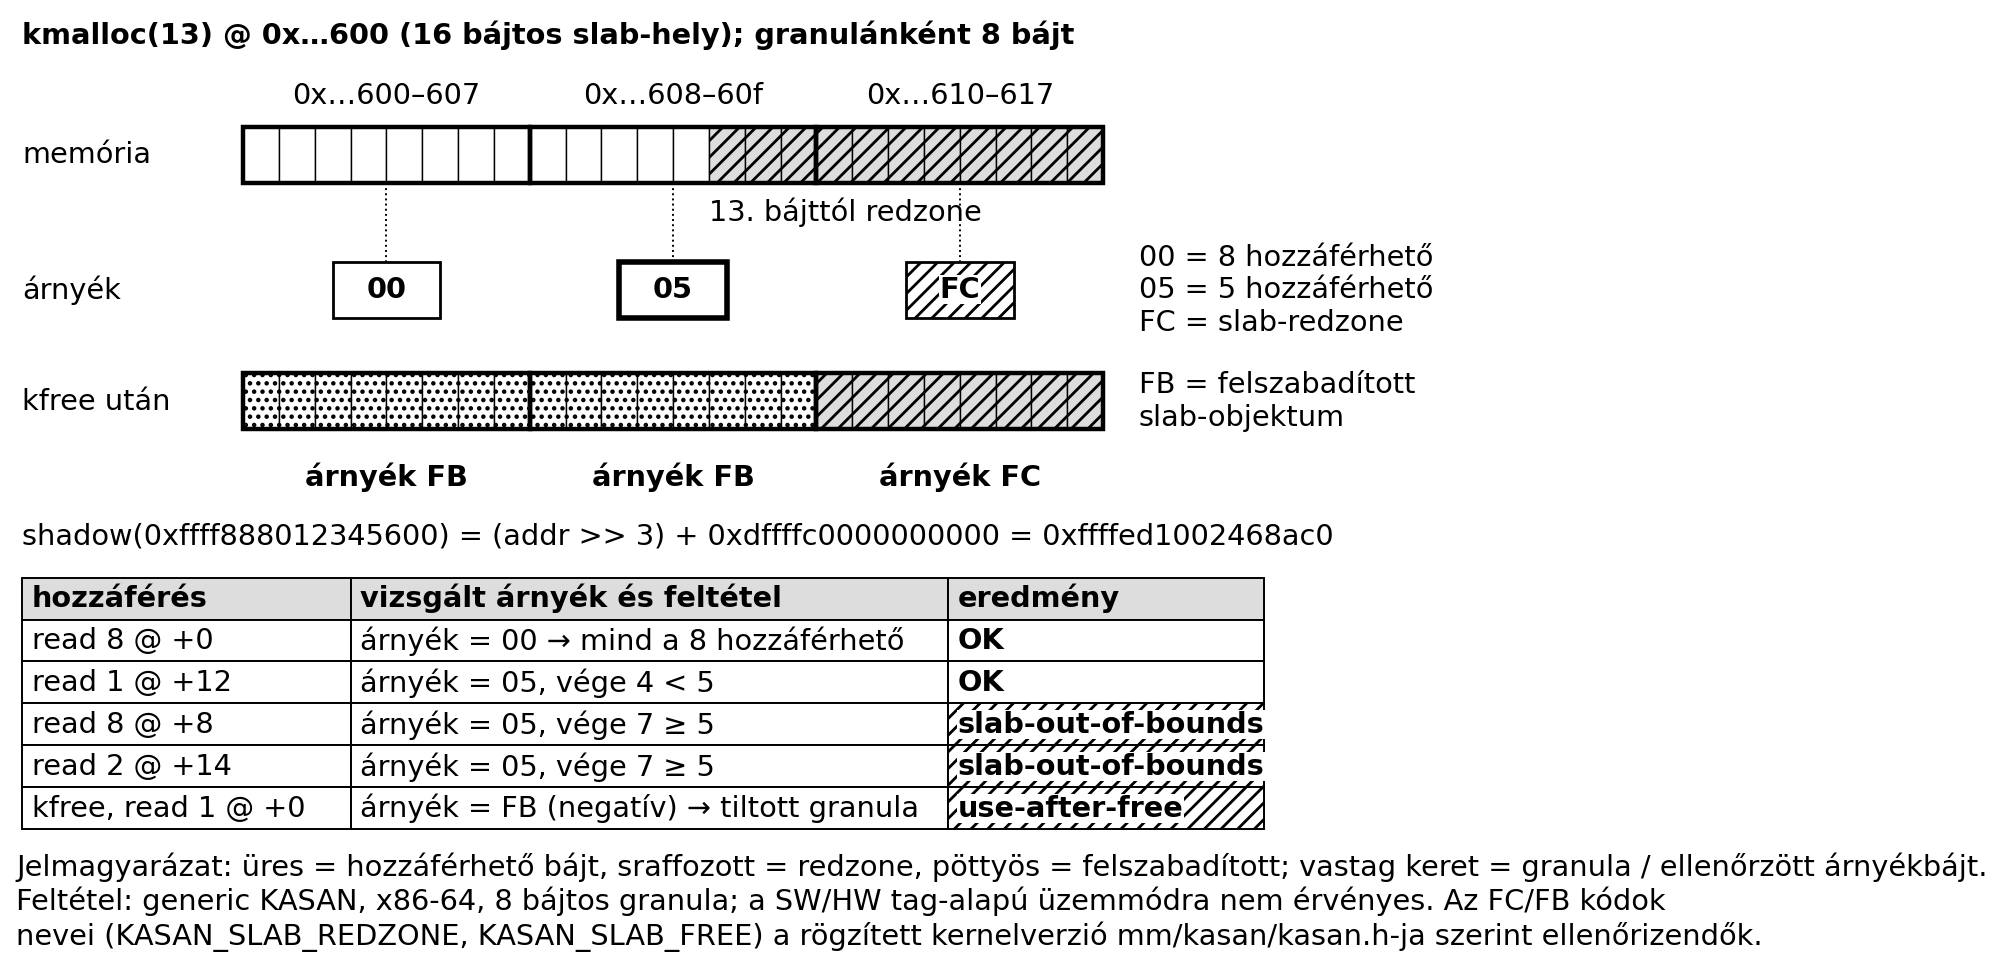 kmalloc(13) @ 0x…600 (16 bájtos slab-hely); granulánként 8 bájt
0x…600–607 0x…608–60f 0x…610–617
memória
13. bájttól redzone
árnyék 00 05 FC
00 = 8 hozzáférhető
05 = 5 hozzáférhető
FC = slab-redzone
kfree után
FB = felszabadított
slab-objektum
árnyék FB árnyék FB árnyék FC
shadow(0xffff888012345600) = (addr >> 3) + 0xdffffc0000000000 = 0xffffed1002468ac0
hozzáférés vizsgált árnyék és feltétel eredmény
read 8 @ +0 árnyék = 00 → mind a 8 hozzáférhető OK
read 1 @ +12 árnyék = 05, vége 4 < 5 OK
read 8 @ +8 árnyék = 05, vége 7 ≥ 5 slab-out-of-bounds
read 2 @ +14 árnyék = 05, vége 7 ≥ 5 slab-out-of-bounds
kfree, read 1 @ +0 árnyék = FB (negatív) → tiltott granula use-after-free
Jelmagyarázat: üres = hozzáférhető bájt, sraffozott = redzone, pöttyös = felszabadított; vastag keret = granula / ellenőrzött árnyékbájt.
Feltétel: generic KASAN, x86-64, 8 bájtos granula; a SW/HW tag-alapú üzemmódra nem érvényes. Az FC/FB kódok
nevei (KASAN_SLAB_REDZONE, KASAN_SLAB_FREE) a rögzített kernelverzió mm/kasan/kasan.h-ja szerint ellenőrizendők.